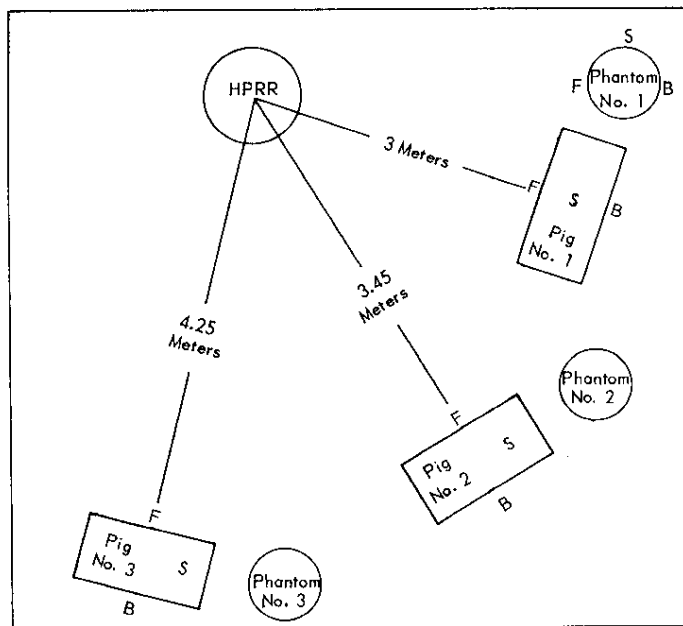 S
HPRR
F
Phantom
No. 1
B
3 Meters
F
S
B
Pig
No. 1
4.25
Meters
3.45
Meters
Phantom
No. 2
F
S
Pig
No. 2
B
F
Pig
No. 3
S
B
Phantom
No. 3